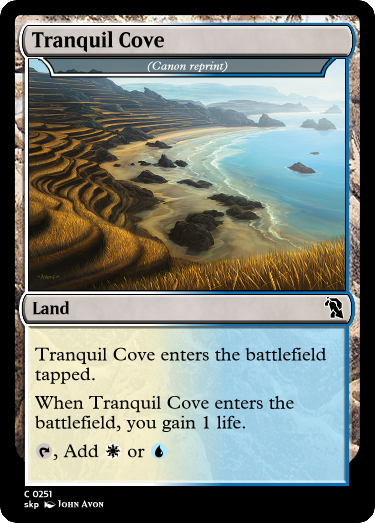 Tranquil Cove
(Canon reprint)
Land
Tranquil Cove enters the battlefield
tapped.
When Tranquil Cove enters the
battlefield, you gain 1 life.
, Add or
C 0251
skp John Avon